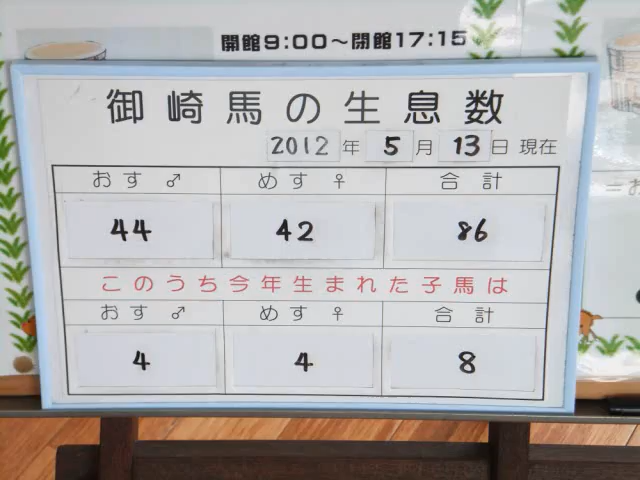 開館9:00～閉館17:15
御崎馬の生息数
2012年 5月 13日 現在
おす♂ めす♀ 合計
44 42 86
このうち今年生まれた子馬は
おす♂ めす♀ 合計
4 4 8